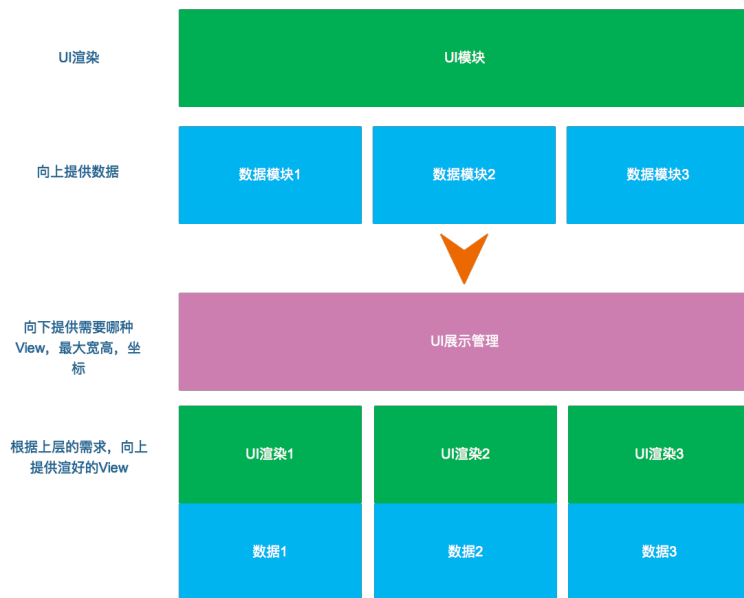 UI渲染
UI模块
向上提供数据
数据模块1
数据模块2
数据模块3
向下提供需要哪种
View，最大宽高，坐
标
UI展示管理
根据上层的需求，向上
提供渲好的View
UI渲染1
UI渲染2
UI渲染3
数据1
数据2
数据3